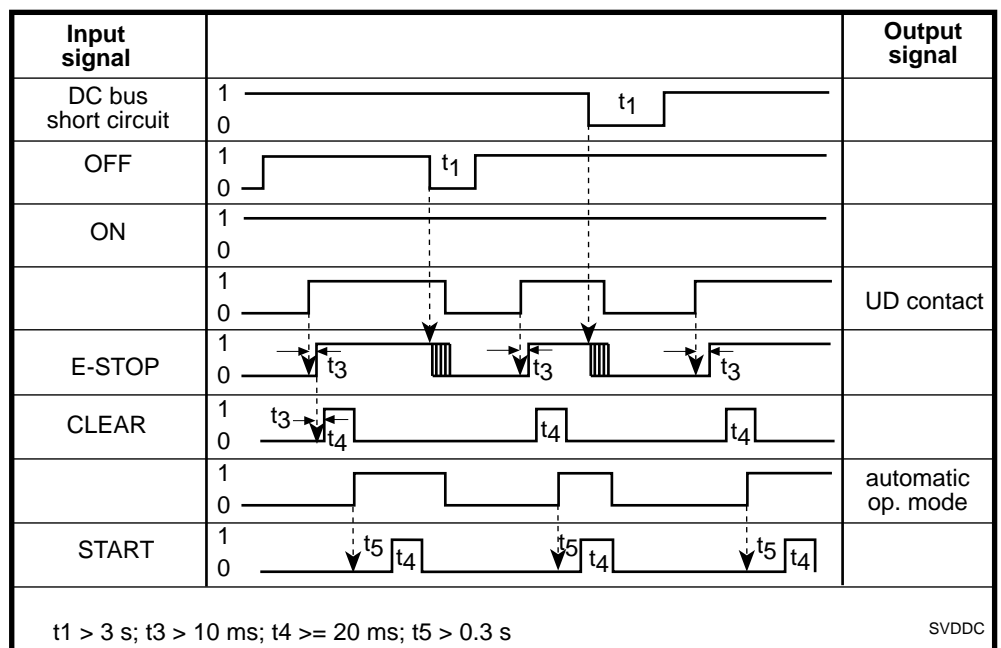 Input signal
Output signal
DC bus short circuit
1
0
t1
OFF
1
0
t1
ON
1
0
1
0
UD contact
E-STOP
1
0
t3
t3
t3
CLEAR
1
0
t3
t4
t4
t4
1
0
automatic op. mode
START
1
0
t5
t4
t5
t4
t5
t4
t1 > 3 s; t3 > 10 ms; t4 >= 20 ms; t5 > 0.3 s
SVDDC